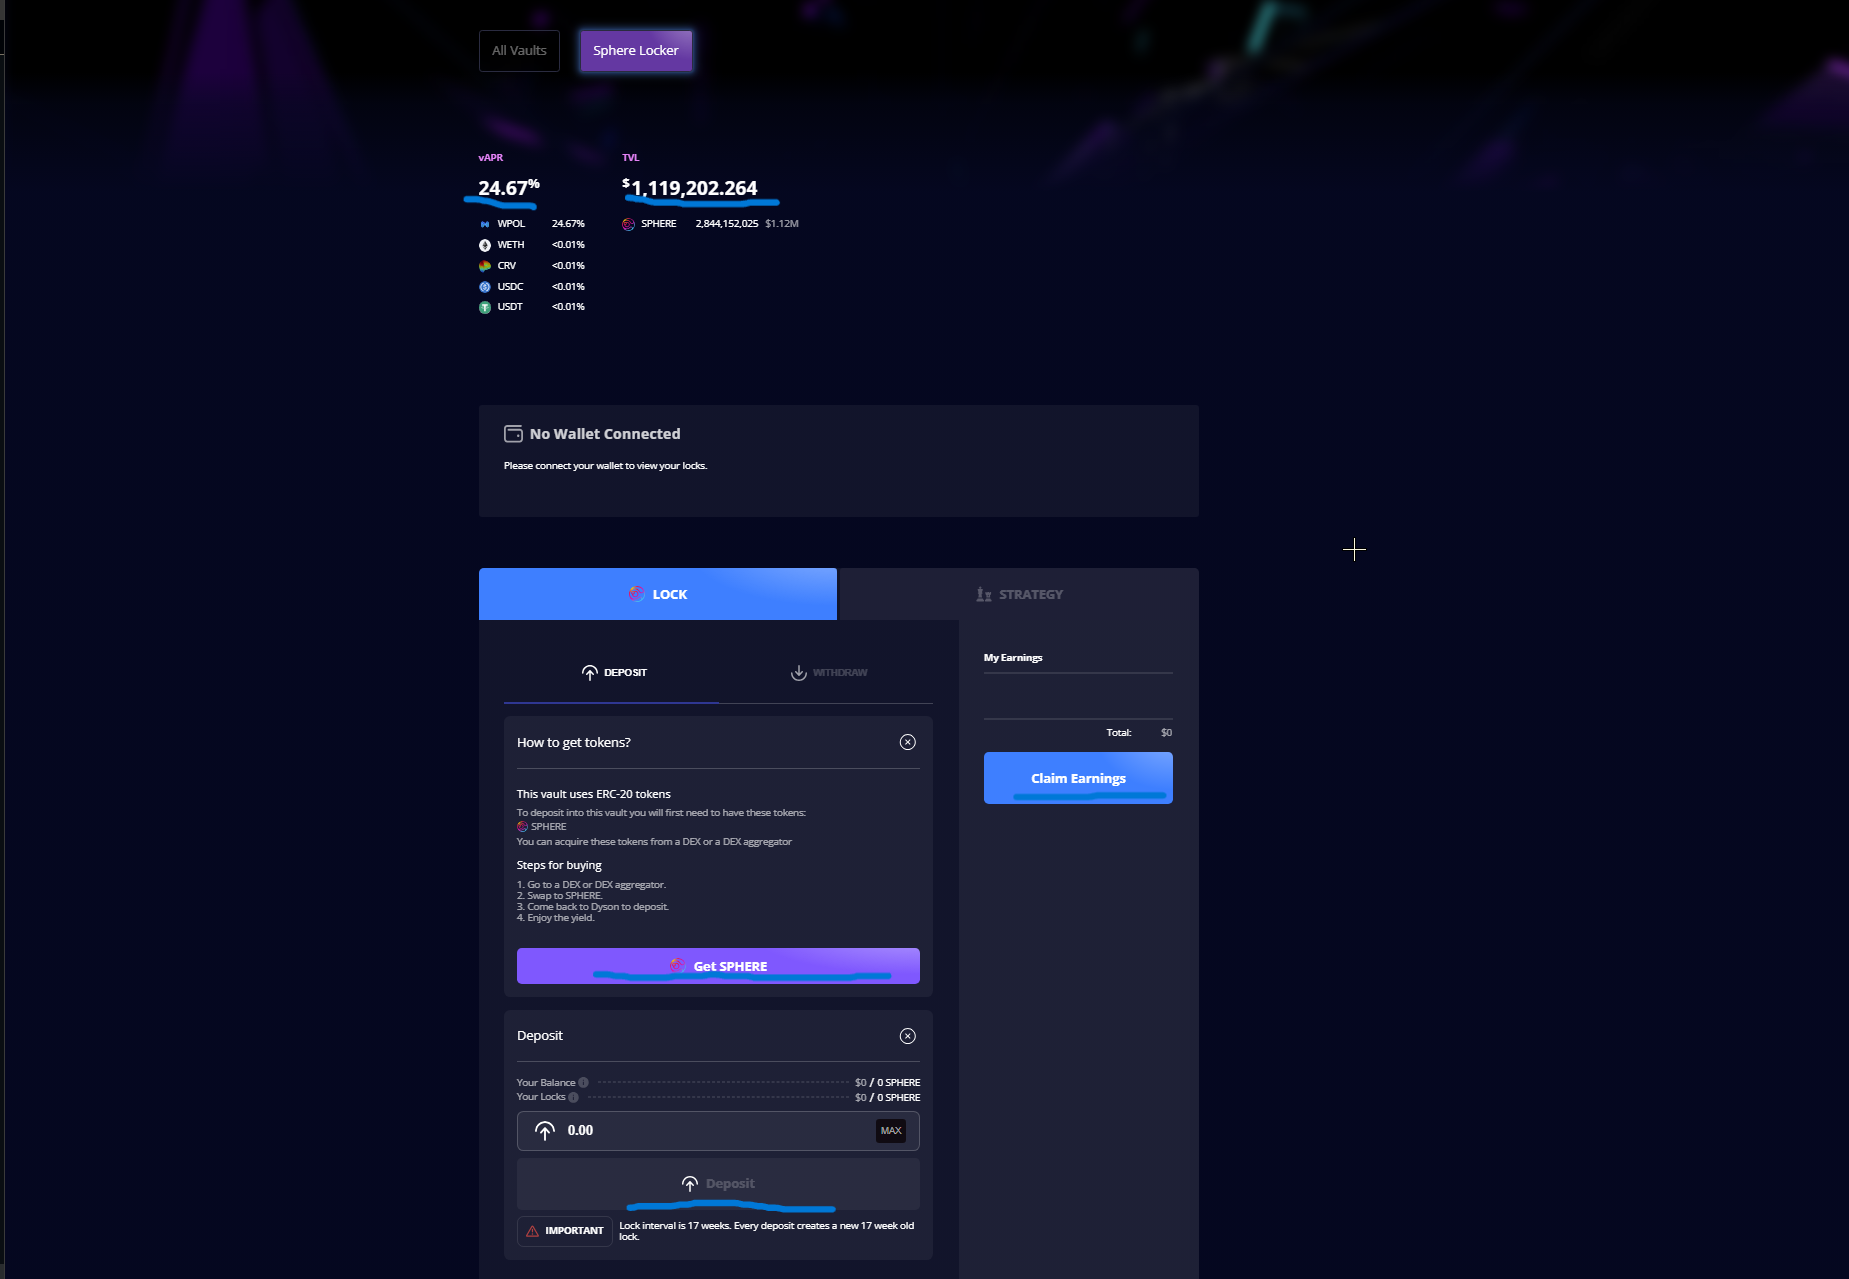 All Vaults
Sphere Locker
vAPR
24.67%
WPOL 24.67%
WETH <0.01%
CRV <0.01%
USDC <0.01%
USDT <0.01%
TVL
$1,119,202.264
SPHERE 2,844,152,025 $1.12M
No Wallet Connected
Please connect your wallet to view your locks.
LOCK
STRATEGY
DEPOSIT
WITHDRAW
How to get tokens?
This vault uses ERC-20 tokens
To deposit into this vault you will first need to have these tokens:
SPHERE
You can acquire these tokens from a DEX or a DEX aggregator
Steps for buying
1. Go to a DEX or DEX aggregator.
2. Swap to SPHERE.
3. Come back to Dyson to deposit.
4. Enjoy the yield.
Get SPHERE
Deposit
Your Balance $0 / 0 SPHERE
Your Locks $0 / 0 SPHERE
0.00 MAX
Deposit
IMPORTANT
Lock interval is 17 weeks. Every deposit creates a new 17 week old
lock.
My Earnings
Total: $0
Claim Earnings